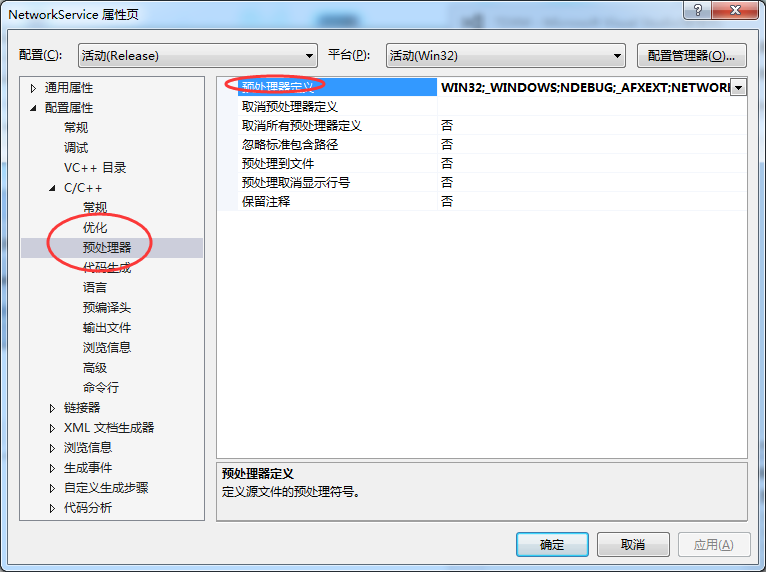 NetworkService 属性页
配置(C): 活动(Release) 平台(P): 活动(Win32) 配置管理器(O)...
通用属性
配置属性
常规
调试
VC++ 目录
C/C++
常规
优化
预处理器
代码生成
语言
预编译头
输出文件
浏览信息
高级
命令行
链接器
XML 文档生成器
浏览信息
生成事件
自定义生成步骤
代码分析
预处理器定义 WIN32;_WINDOWS;NDEBUG;_AFXEXT;NETWOR
取消预处理器定义
取消所有预处理器定义 否
忽略标准包含路径 否
预处理到文件 否
预处理取消显示行号 否
保留注释 否
预处理器定义
定义源文件的预处理符号。
确定 取消 应用(A)